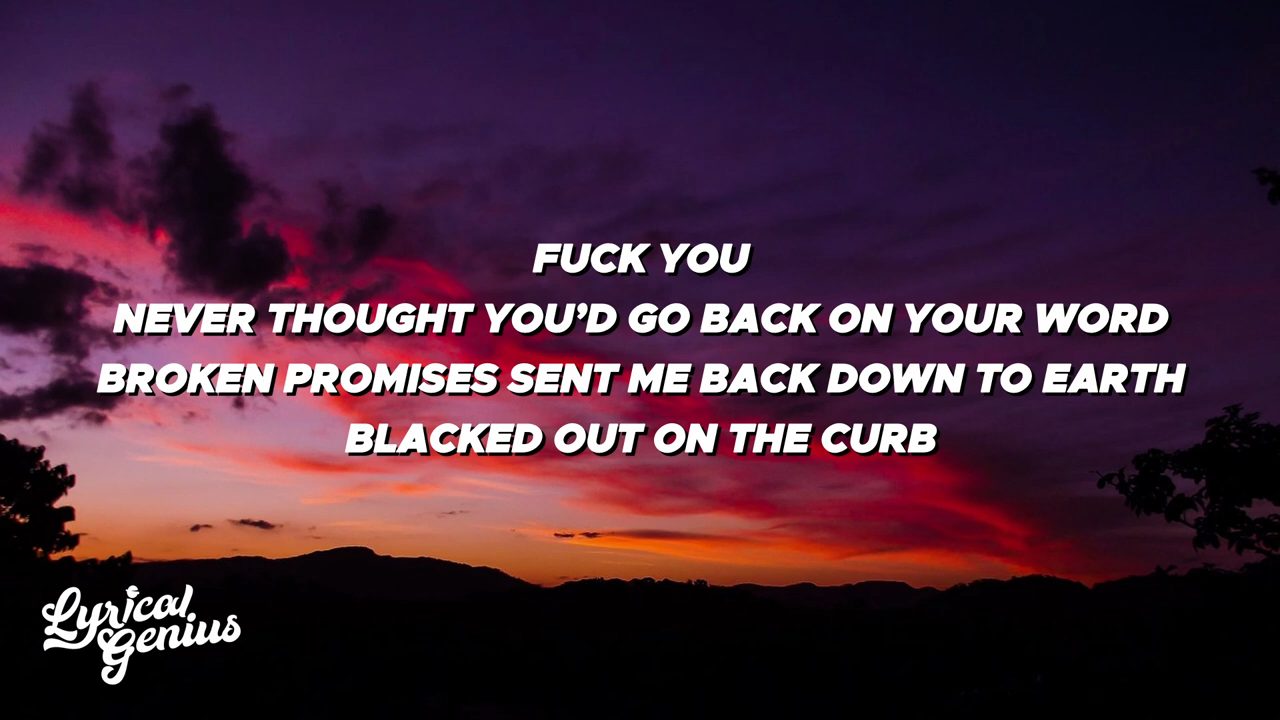 FUCK YOU
NEVER THOUGHT YOU'D GO BACK ON YOUR WORD
BROKEN PROMISES SENT ME BACK DOWN TO EARTH
BLACKED OUT ON THE CURB
Lyrical
Genius